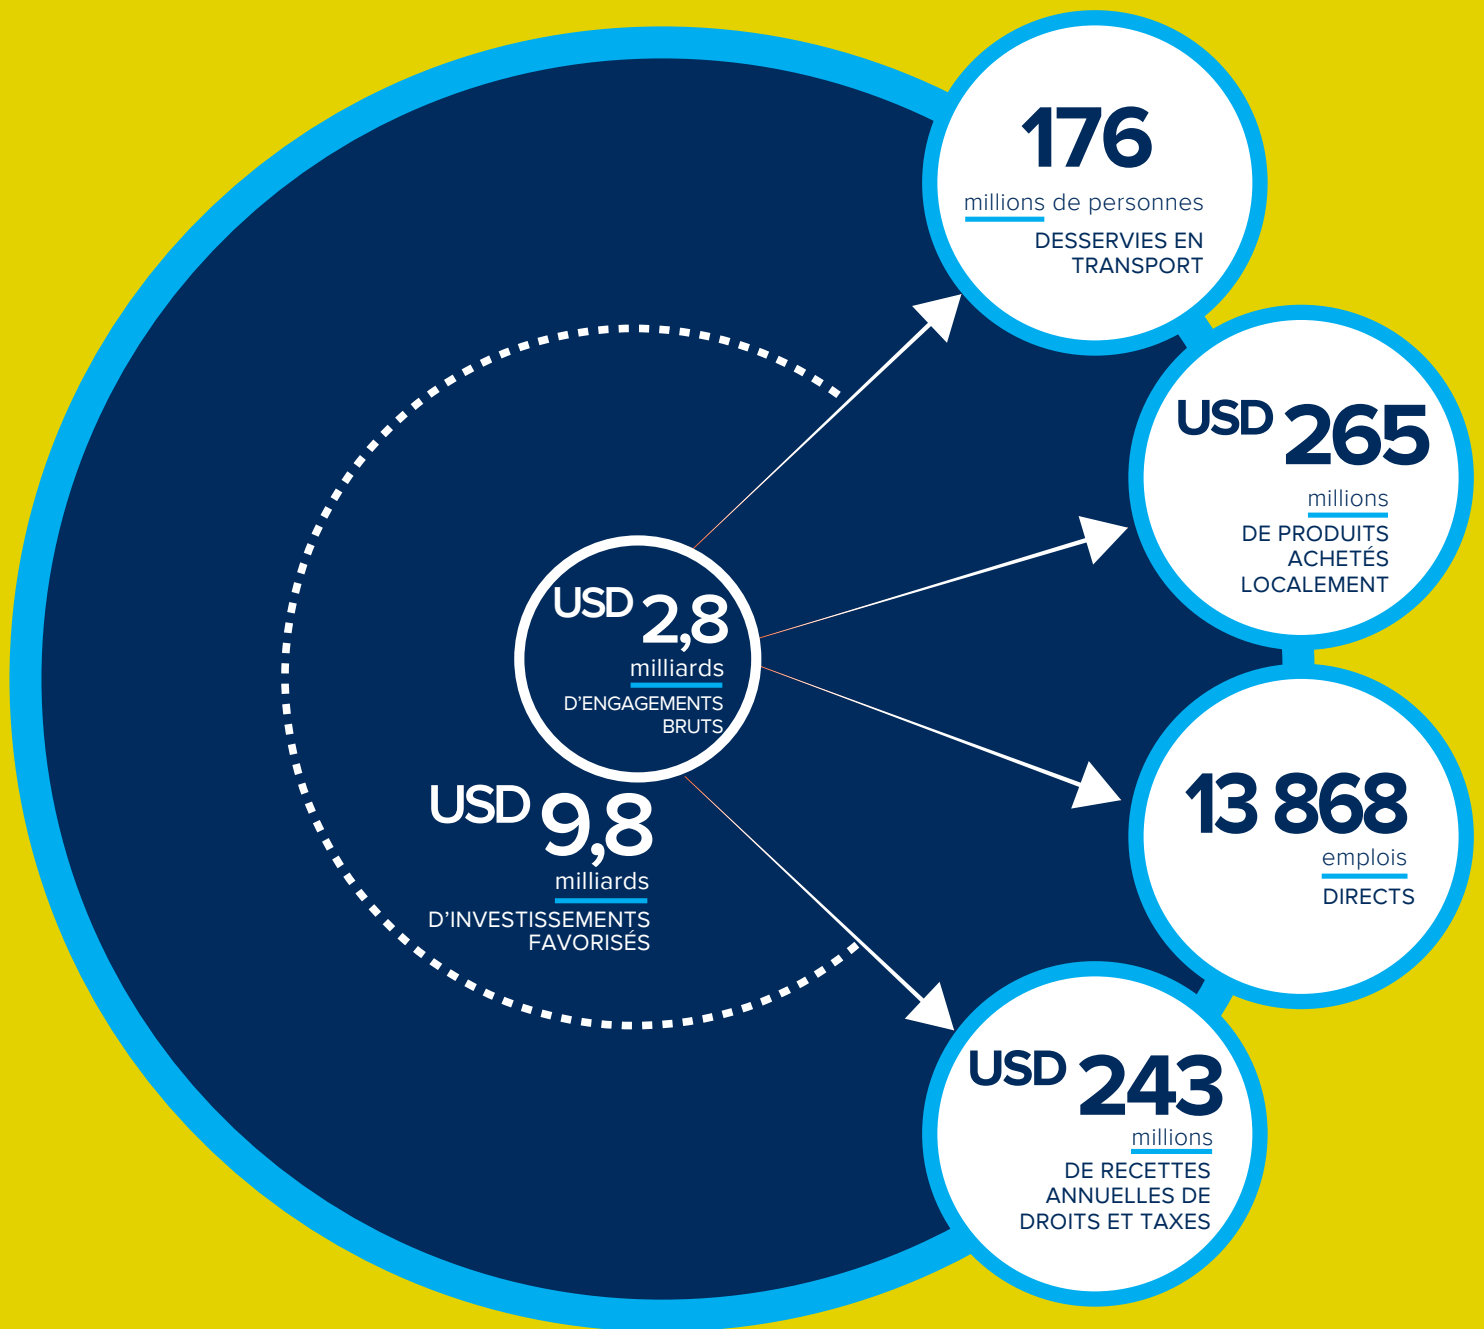 176
millions de personnes
DESSERVIES EN
TRANSPORT
USD 265
millions
DE PRODUITS
ACHETÉS
LOCALEMENT
USD 2,8
milliards
D'ENGAGEMENTS
BRUTS
USD 9,8
milliards
D'INVESTISSEMENTS
FAVORISÉS
13 868
emplois
DIRECTS
USD 243
millions
DE RECETTES
ANNUELLES DE
DROITS ET TAXES